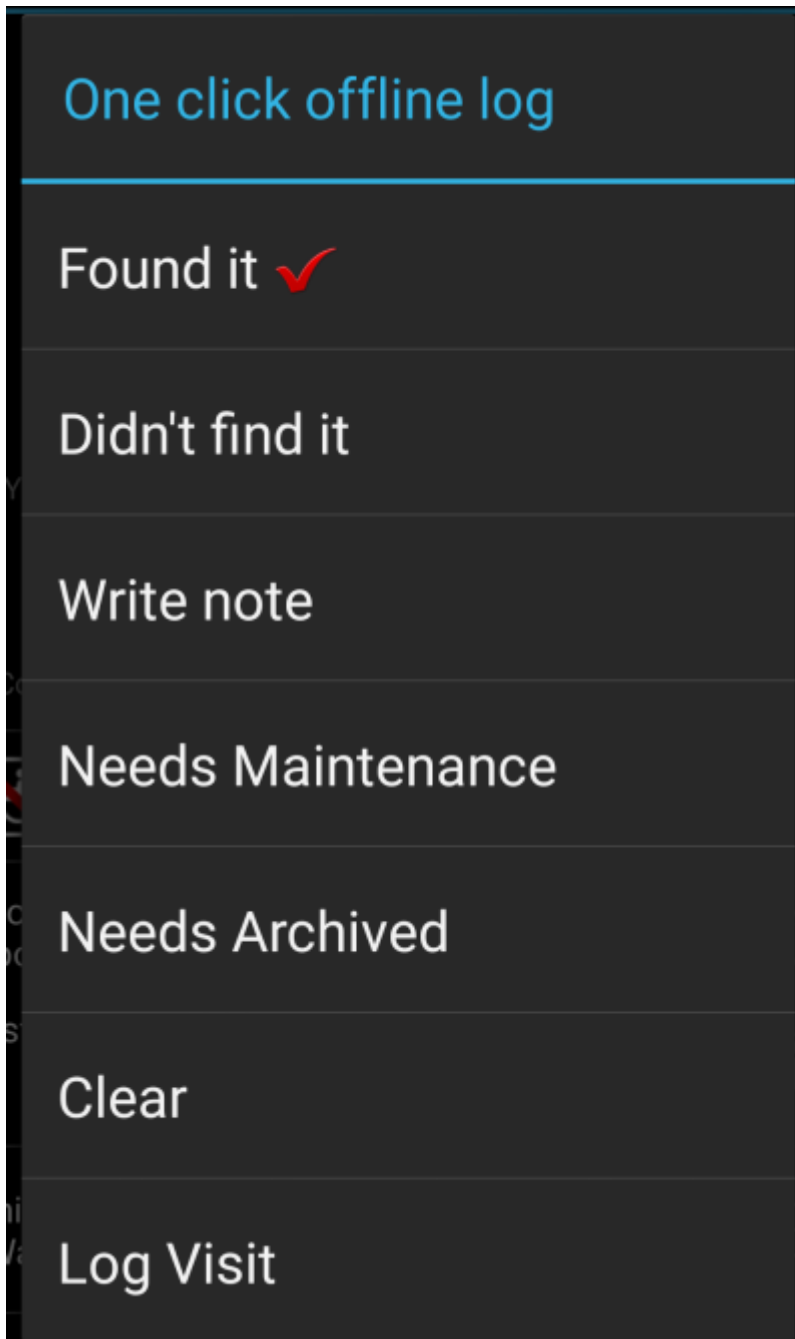 One click offline log
Found it
Didn't find it
Write note
Needs Maintenance
Needs Archived
Clear
Log Visit